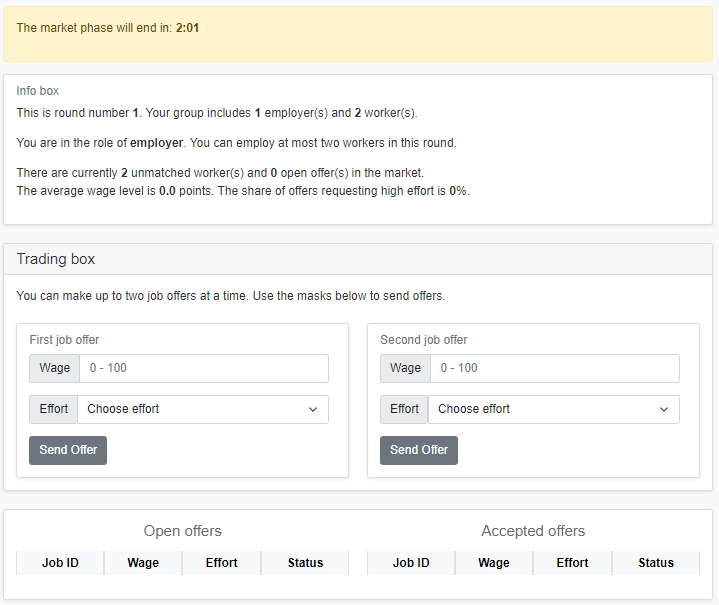 The market phase will end in: 2:01
Info box
This is round number 1. Your group includes 1 employer(s) and 2 worker(s).
You are in the role of employer. You can employ at most two workers in this round.
There are currently 2 unmatched worker(s) and 0 open offer(s) in the market.
The average wage level is 0.0 points. The share of offers requesting high effort is 0%.
Trading box
You can make up to two job offers at a time. Use the masks below to send offers.
First job offer
Wage 0 - 100
Effort Choose effort
Send Offer
Second job offer
Wage 0 - 100
Effort Choose effort
Send Offer
Open offers
Job ID Wage Effort Status
Accepted offers
Job ID Wage Effort Status